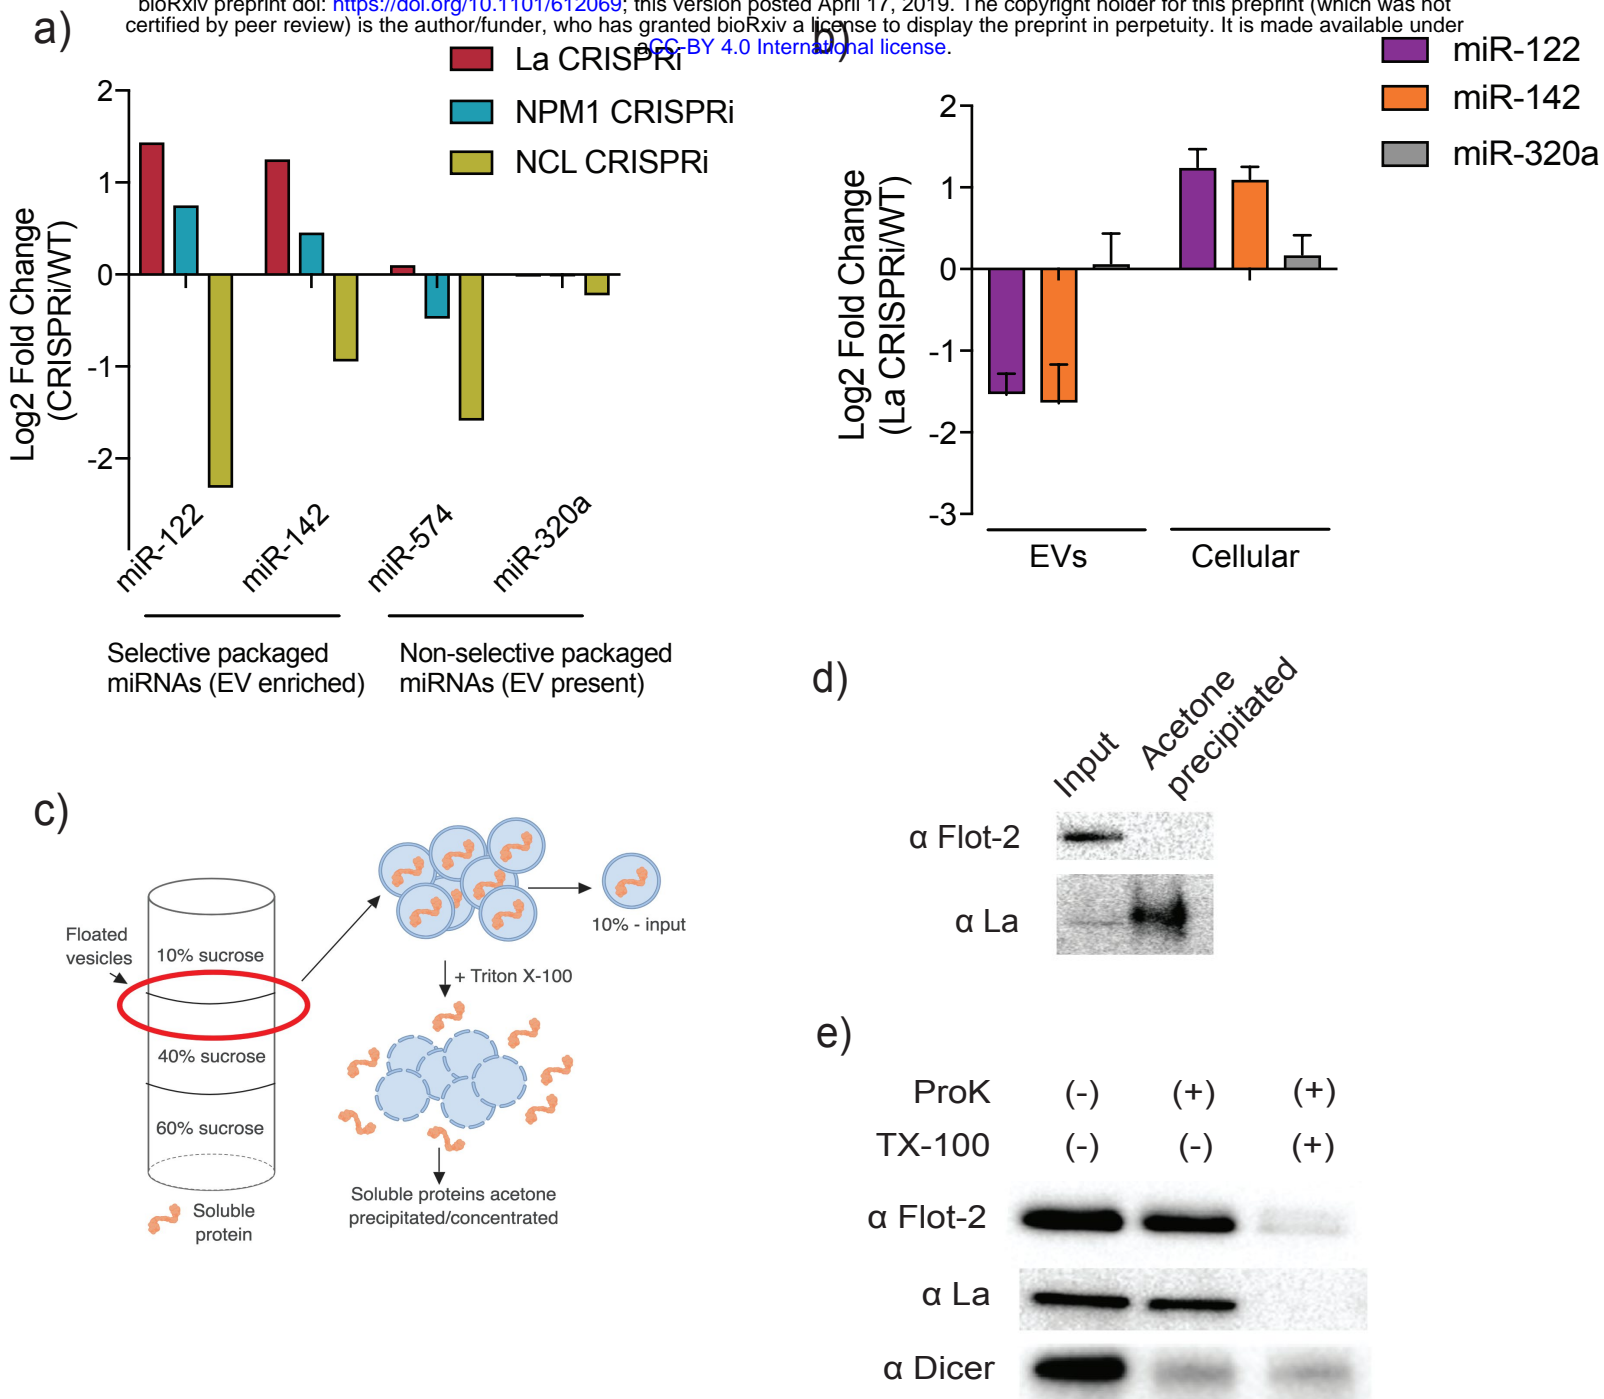 bioRxiv preprint doi: https://doi.org/10.1101/612069; this version posted April 17, 2019. The copyright holder for this preprint (which was not
certified by peer review) is the author/funder, who has granted bioRxiv a license to display the preprint in perpetuity. It is made available under
aCC-BY 4.0 International license.
a)
La CRISPRi
NPM1 CRISPRi
NCL CRISPRi
Log2 Fold Change
(CRISPRi/WT)
2
1
0
-1
-2
miR-122
miR-142
miR-574
miR-320a
Selective packaged
miRNAs (EV enriched)
Non-selective packaged
miRNAs (EV present)
b)
miR-122
miR-142
miR-320a
Log2 Fold Change
(La CRISPRi/WT)
2
1
0
-1
-2
-3
EVs
Cellular
c)
Floated
vesicles
10% sucrose
40% sucrose
60% sucrose
Soluble
protein
10% - input
+ Triton X-100
Soluble proteins acetone
precipitated/concentrated
d)
Input
Acetone
precipitated
α Flot-2
α La
e)
ProK (-) (+) (+)
TX-100 (-) (-) (+)
α Flot-2
α La
α Dicer